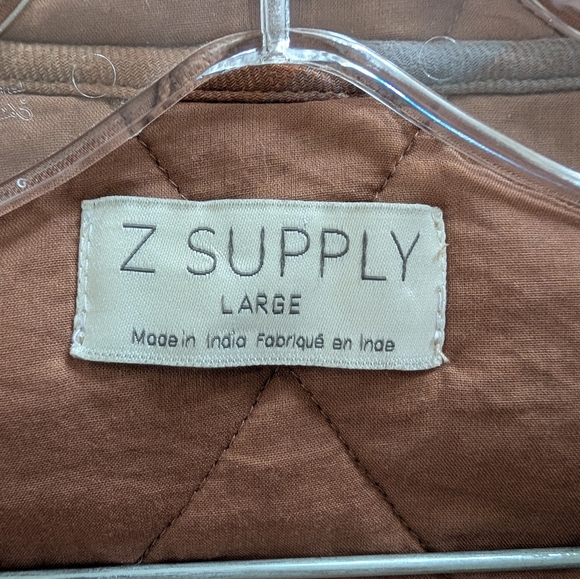 Z SUPPLY
LARGE
Made in India Fabriqué en Inde